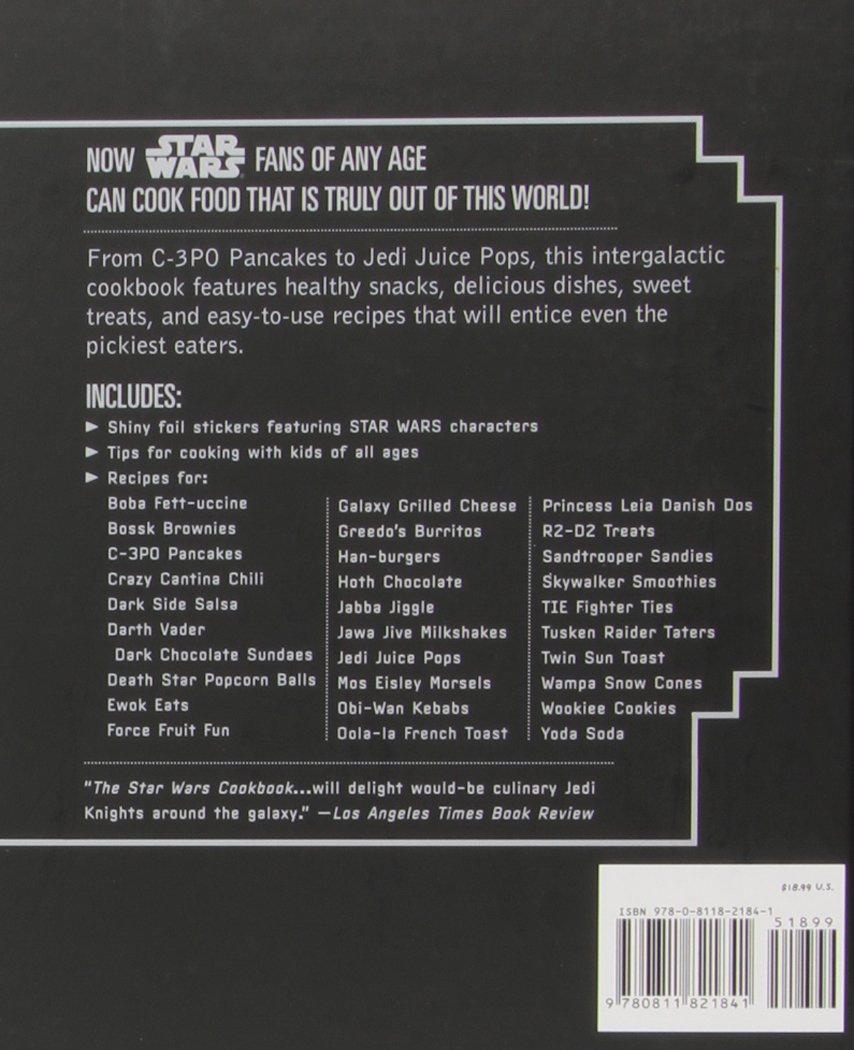 NOW STAR WARS FANS OF ANY AGE
CAN COOK FOOD THAT IS TRULY OUT OF THIS WORLD!
From C-3PO Pancakes to Jedi Juice Pops, this intergalactic
cookbook features healthy snacks, delicious dishes, sweet
treats, and easy-to-use recipes that will entice even the
pickiest eaters.
INCLUDES:
► Shiny foil stickers featuring STAR WARS characters
► Tips for cooking with kids of all ages
► Recipes for:
Boba Fett-uccine
Bossk Brownies
C-3PO Pancakes
Crazy Cantina Chili
Dark Side Salsa
Darth Vader
Dark Chocolate Sundaes
Death Star Popcorn Balls
Ewok Eats
Force Fruit Fun
Galaxy Grilled Cheese
Greedo's Burritos
Han-burgers
Hoth Chocolate
Jabba Jiggle
Jawa Jive Milkshakes
Jedi Juice Pops
Mos Eisley Morsels
Obi-Wan Kebabs
Oola-la French Toast
Princess Leia Danish Dos
R2-D2 Treats
Sandtrooper Sandies
Skywalker Smoothies
TIE Fighter Ties
Tusken Raider Taters
Twin Sun Toast
Wampa Snow Cones
Wookiee Cookies
Yoda Soda
"The Star Wars Cookbook...will delight would-be culinary Jedi
Knights around the galaxy." —Los Angeles Times Book Review
$18.99 U.S.
ISBN 978-0-8118-2184-1
51899
9 780811 821841